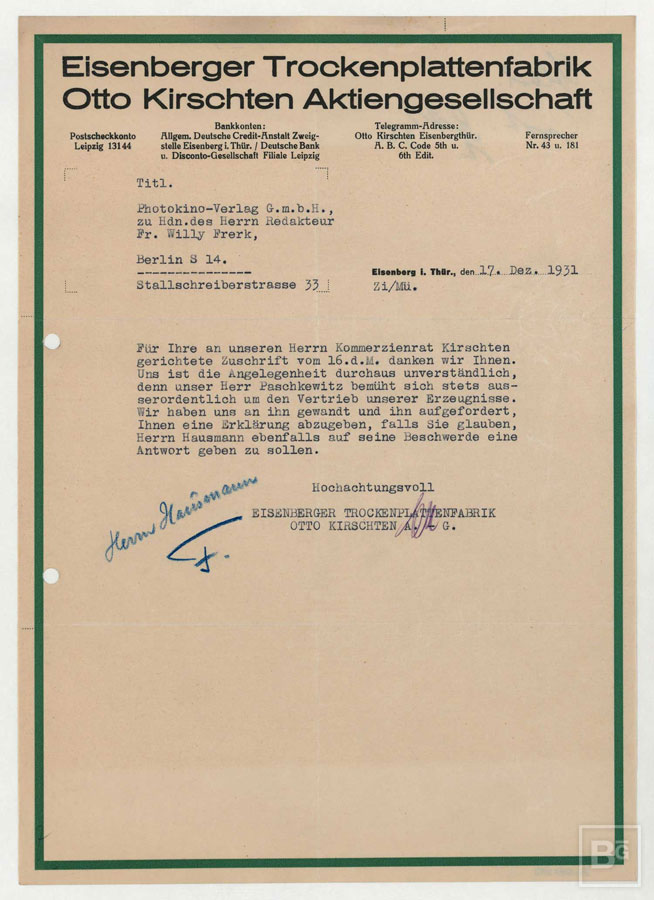 Eisenberger Trockenplattenfabrik
Otto Kirschten Aktiengesellschaft
Postscheckkonto
Leipzig 13144
Bankkonten:
Allgem. Deutsche Credit-Anstalt Zweig-
stelle Eisenberg i. Thür. / Deutsche Bank
u. Disconto-Gesellschaft Filiale Leipzig
Telegramm-Adresse:
Otto Kirschten Eisenbergthür.
A. B. C. Code 5th u.
6th Edit.
Fernsprecher
Nr. 43 u. 181
Titl.
Photokino-Verlag G.m.b.H.,
zu Hdn.des Herrn Redakteur
Fr. Willy Frerk,
Berlin S 14.
---------------
Stallschreiberstrasse 33
Eisenberg i. Thür., den 17. Dez. 1931
Zi/Mü.
Für Ihre an unseren Herrn Kommerzienrat Kirschten
gerichtete Zuschrift vom 16.d.M. danken wir Ihnen.
Uns ist die Angelegenheit durchaus unverständlich,
denn unser Herr Paschkewitz bemüht sich stets aus-
serordentlich um den Vertrieb unserer Erzeugnisse.
Wir haben uns an ihn gewandt und ihn aufgefordert,
Ihnen eine Erklärung abzugeben, falls Sie glauben,
Herrn Hausmann ebenfalls auf seine Beschwerde eine
Antwort geben zu sollen.
Hochachtungsvoll
EISENBERGER TROCKENPLATTENFABRIK
OTTO KIRSCHTEN A. G.
Herrn Hausmann
BG